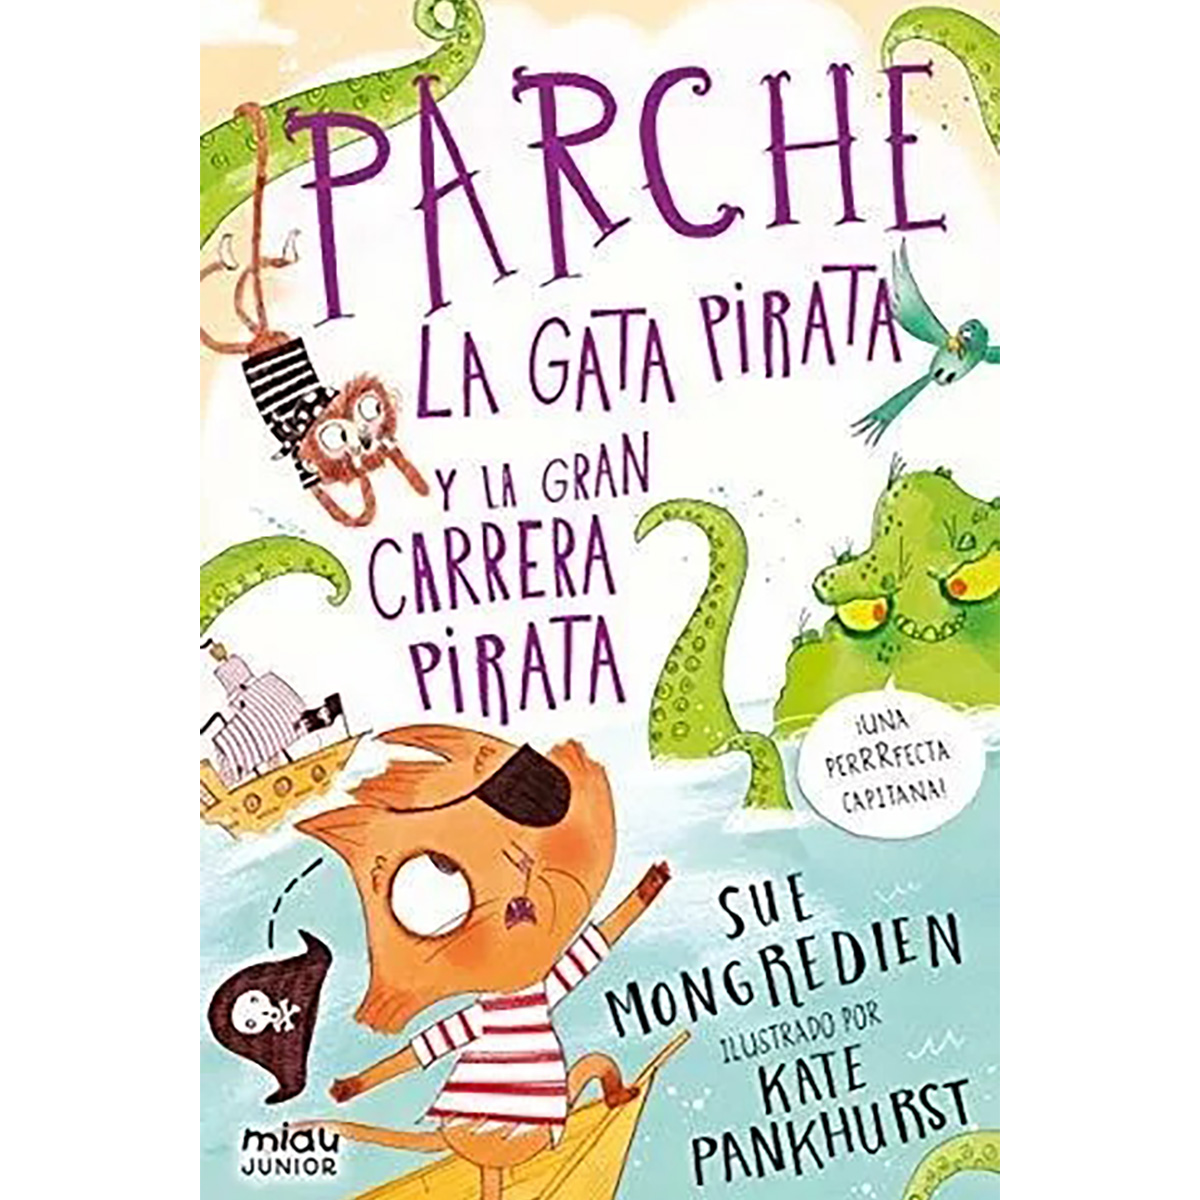 PARCHE
LA GATA PiRATA
Y LA GRAN
CARRERA
PiRATA
¡UNA
PERRRFECTA
CAPITANA!
SUE
MONGREDIEN
ILUSTRADO POR
KATE
PANKHURST
miau
JUNIOR